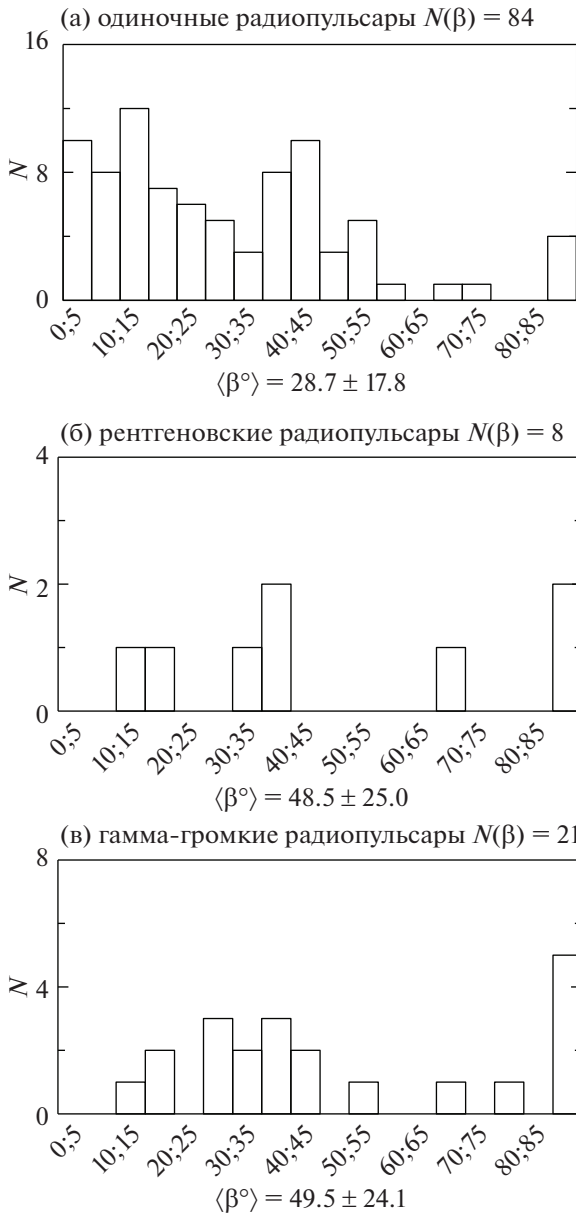 (а) одиночные радиопульсары N(β) = 84
16
12
8
4
0
N
0;5 10;15 20;25 30;35 40;45 50;55 60;65 70;75 80;85
⟨β°⟩ = 28.7 ± 17.8
(б) рентгеновские радиопульсары N(β) = 8
4
2
0
N
0;5 10;15 20;25 30;35 40;45 50;55 60;65 70;75 80;85
⟨β°⟩ = 48.5 ± 25.0
(в) гамма-громкие радиопульсары N(β) = 21
8
4
0
N
0;5 10;15 20;25 30;35 40;45 50;55 60;65 70;75 80;85
⟨β°⟩ = 49.5 ± 24.1